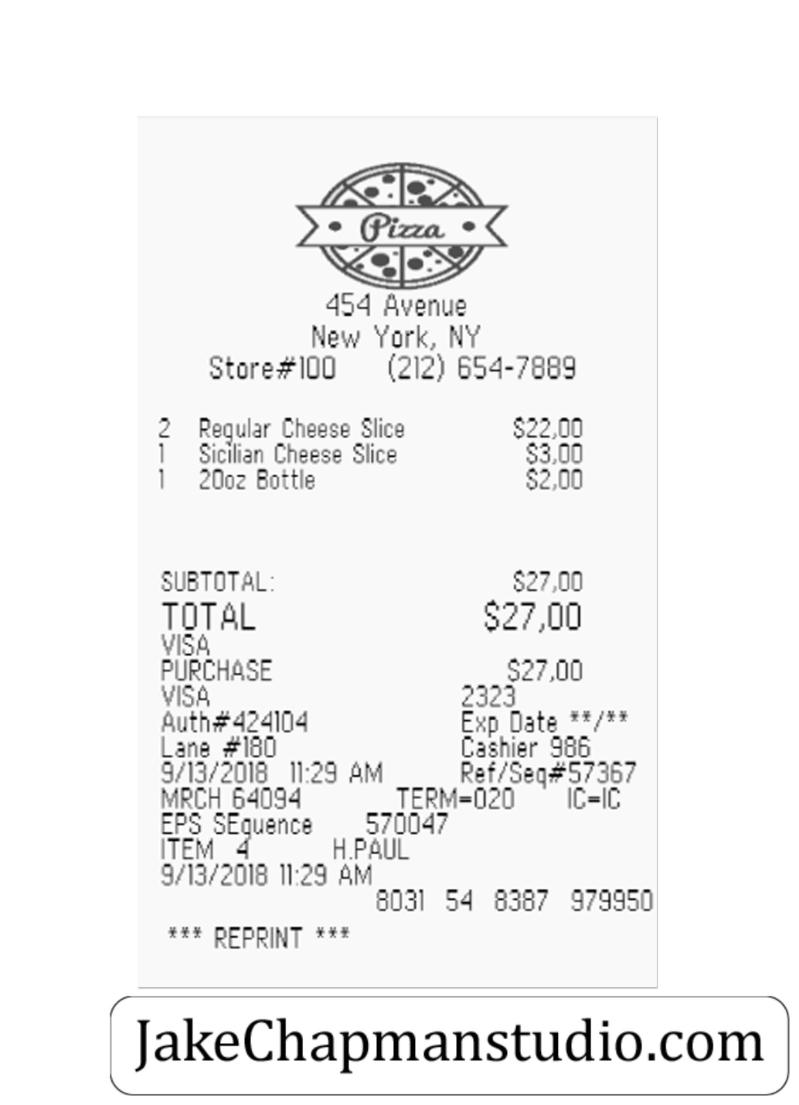 Pizza
454 Avenue
New York, NY
Store#100 (212) 654-7889
2 Regular Cheese Slice $22,00
1 Sicilian Cheese Slice $3,00
1 20oz Bottle $2,00
SUBTOTAL: $27,00
TOTAL $27,00
VISA
PURCHASE $27,00
VISA 2323
Auth#424104 Exp Date **/**
Lane #180 Cashier 986
9/13/2018 11:29 AM Ref/Seq#57367
MRCH 64094 TERM=020 IC=IC
EPS SEquence 570047
ITEM 4 H.PAUL
9/13/2018 11:29 AM
8031 54 8387 979950
*** REPRINT ***
JakeChapmanstudio.com